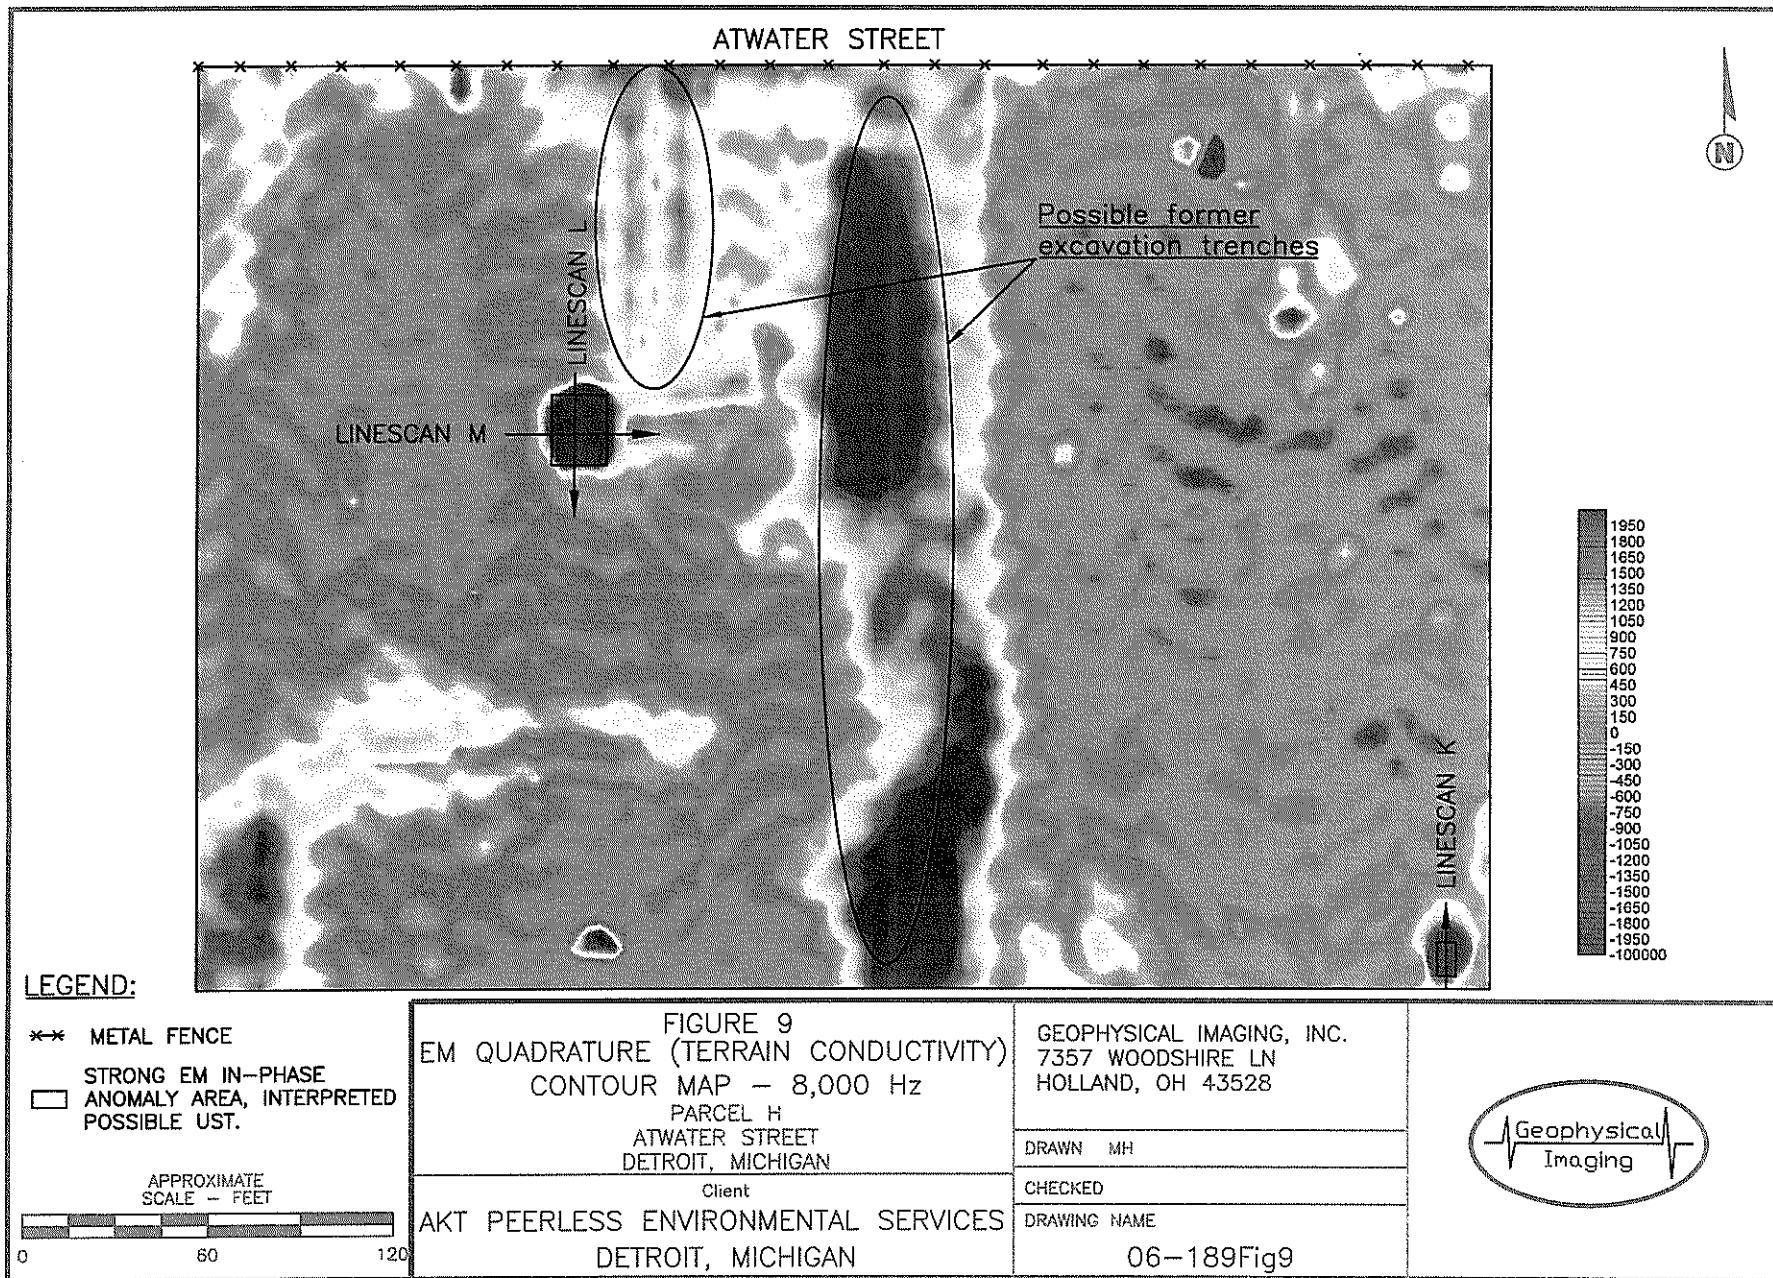 ATWATER STREET
N
Possible former
excavation trenches
LINESCAN L
LINESCAN M
LINESCAN K
1950
1800
1650
1500
1350
1200
1050
900
750
600
450
300
150
0
-150
-300
-450
-600
-750
-900
-1050
-1200
-1350
-1500
-1650
-1800
-1950
-100000
LEGEND:
METAL FENCE
STRONG EM IN-PHASE
ANOMALY AREA, INTERPRETED
POSSIBLE UST.
APPROXIMATE
SCALE - FEET
0 60 120
FIGURE 9
EM QUADRATURE (TERRAIN CONDUCTIVITY)
CONTOUR MAP - 8,000 Hz
PARCEL H
ATWATER STREET
DETROIT, MICHIGAN
Client
AKT PEERLESS ENVIRONMENTAL SERVICES
DETROIT, MICHIGAN
GEOPHYSICAL IMAGING, INC.
7357 WOODSHIRE LN
HOLLAND, OH 43528
DRAWN MH
CHECKED
DRAWING NAME
06-189Fig9
Geophysical
Imaging